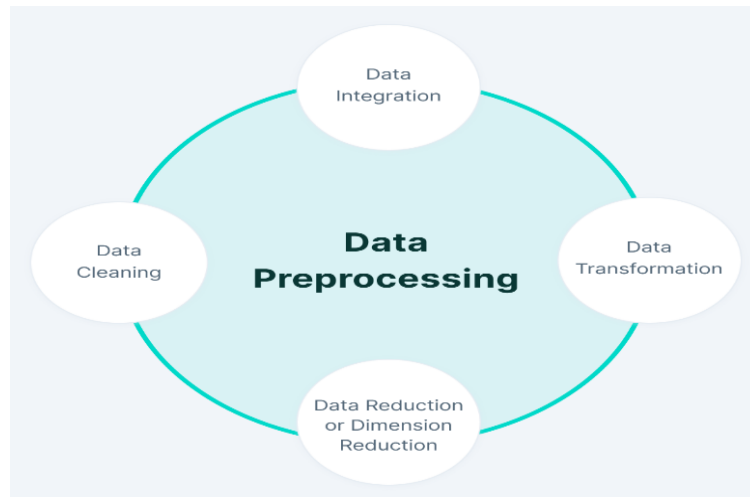 Data
Integration
Data
Cleaning
Data
Preprocessing
Data
Transformation
Data Reduction
or Dimension
Reduction